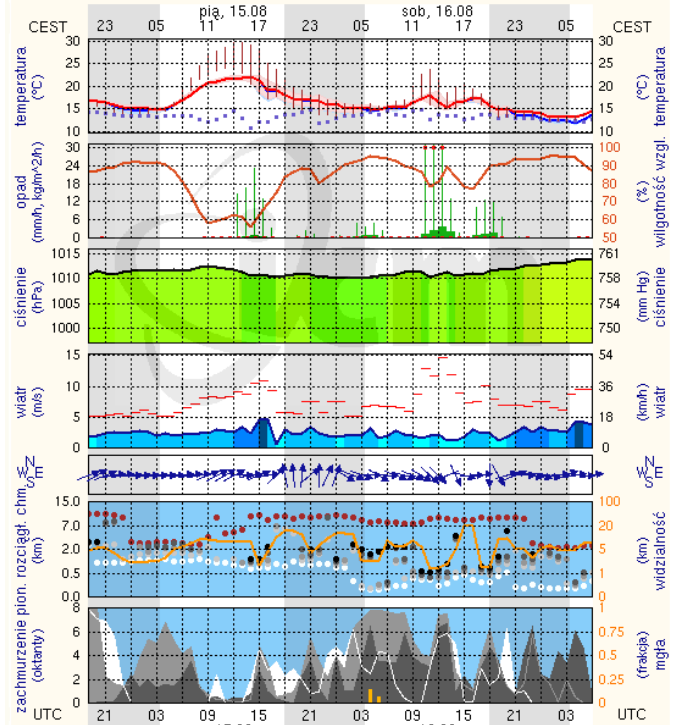 pią, 15.08 sob, 16.08
CEST 23 05 11 17 23 05 11 17 23 05 CEST
30 25 20 15 10
temperatura
(°C)
30 25 20 15 10
temperatura
(°C)
30 24 18 12 6 0
opad
(mm/h, kg/m^2/h)
100 90 80 70 60 50
wilgotność wzgl.
(%)
1015 1010 1005 1000
ciśnienie
(hPa)
761 758 754 750
ciśnienie
(mm Hg)
15 10 5 0
wiatr
(m/s)
54 36 18 0
wiatr
(km/h)
N
W E
S
N
W E
S
15.0 7.0 2.0 0.5 0.0
pion. rozciągł. chm.
(km)
100 20 5 1 0
widzialność
(km)
8 6 4 2 0
zachmurzenie
(oktanty)
1 0.75 0.5 0.25 0
mgła
(frakcja)
UTC 21 03 09 15 21 03 09 15 21 03 UTC